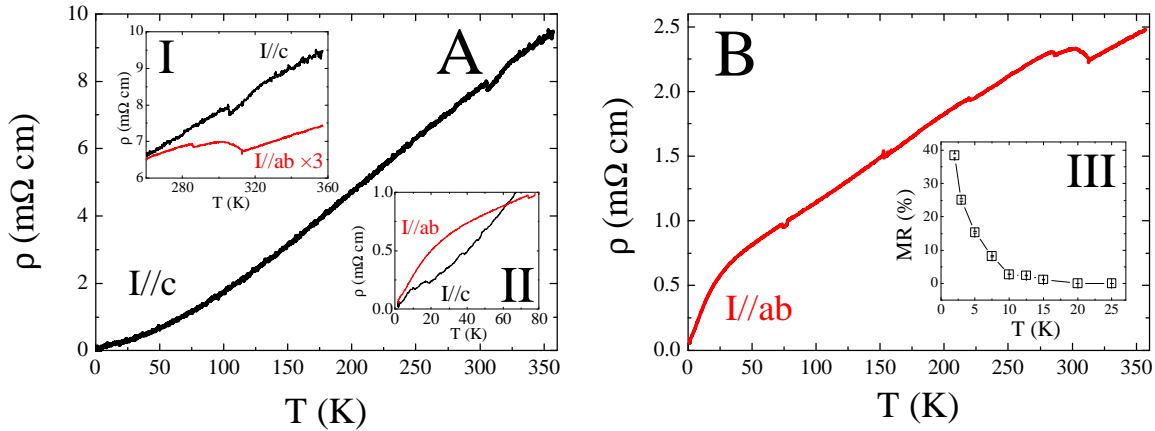 A
I//c
ρ (mΩ cm)
T (K)
10
8
6
4
2
0
0 50 100 150 200 250 300 350
I
I//c
I//ab ×3
ρ (mΩ cm)
T (K)
10
9
8
7
6
280 320 360
II
I//ab
I//c
ρ (mΩ cm)
T (K)
1.0
0.5
0.0
0 20 40 60 80
B
I//ab
ρ (mΩ cm)
T (K)
2.5
2.0
1.5
1.0
0.5
0.0
0 50 100 150 200 250 300 350
III
MR (%)
T (K)
40
30
20
10
0
0 5 10 15 20 25